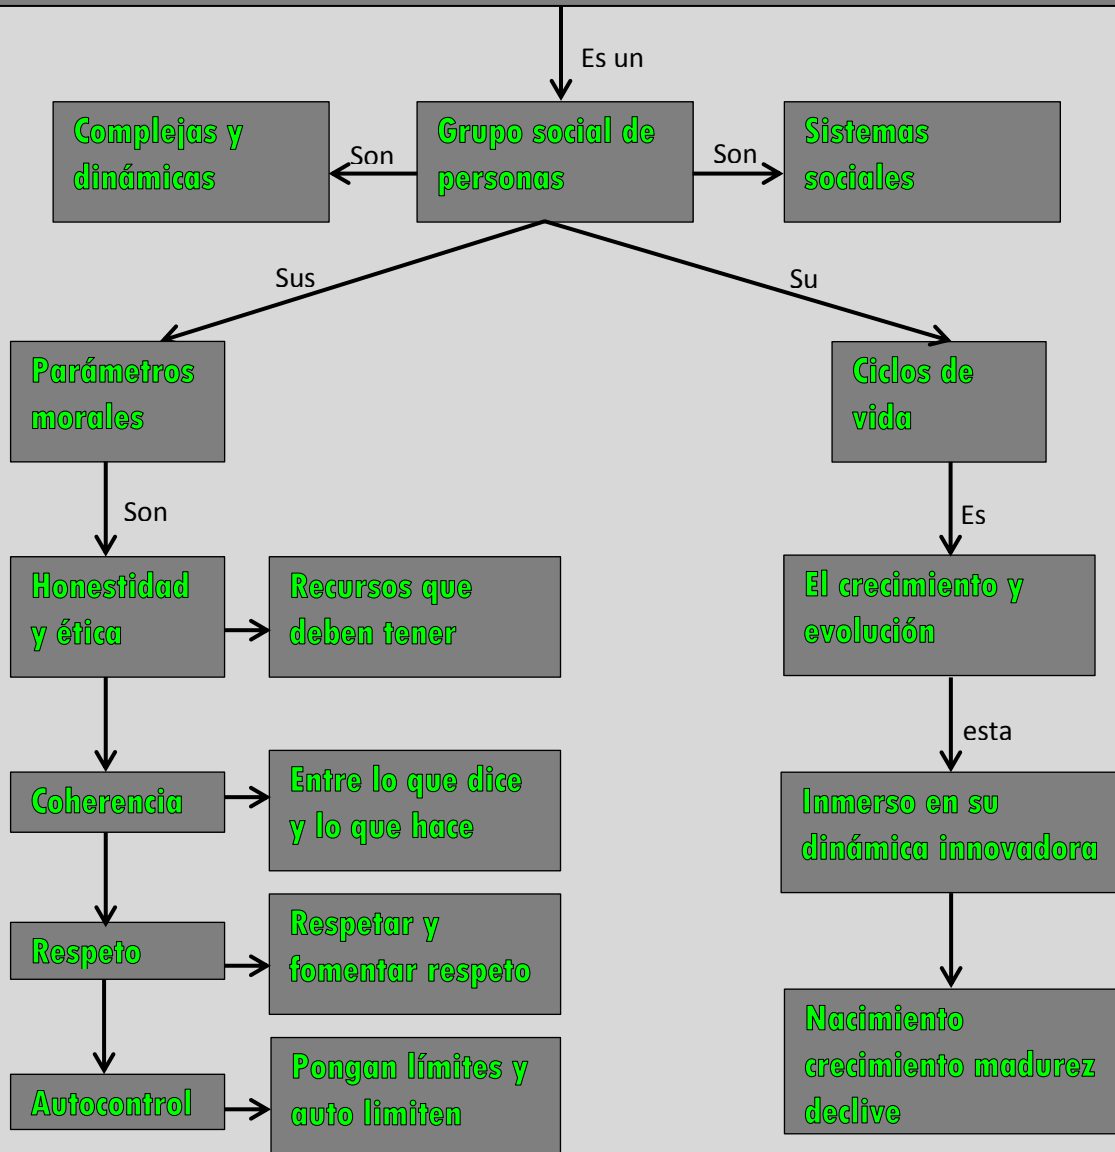 Es un
Complejas y
dinámicas
Son
Grupo social de
personas
Son
Sistemas
sociales
Sus
Su
Parámetros
morales
Ciclos de
vida
Son
Es
Honestidad
y ética
Recursos que
deben tener
El crecimiento y
evolución
esta
Coherencia
Entre lo que dice
y lo que hace
Inmerso en su
dinámica innovadora
Respeto
Respetar y
fomentar respeto
Nacimiento
crecimiento madurez
declive
Autocontrol
Pongan límites y
auto limiten